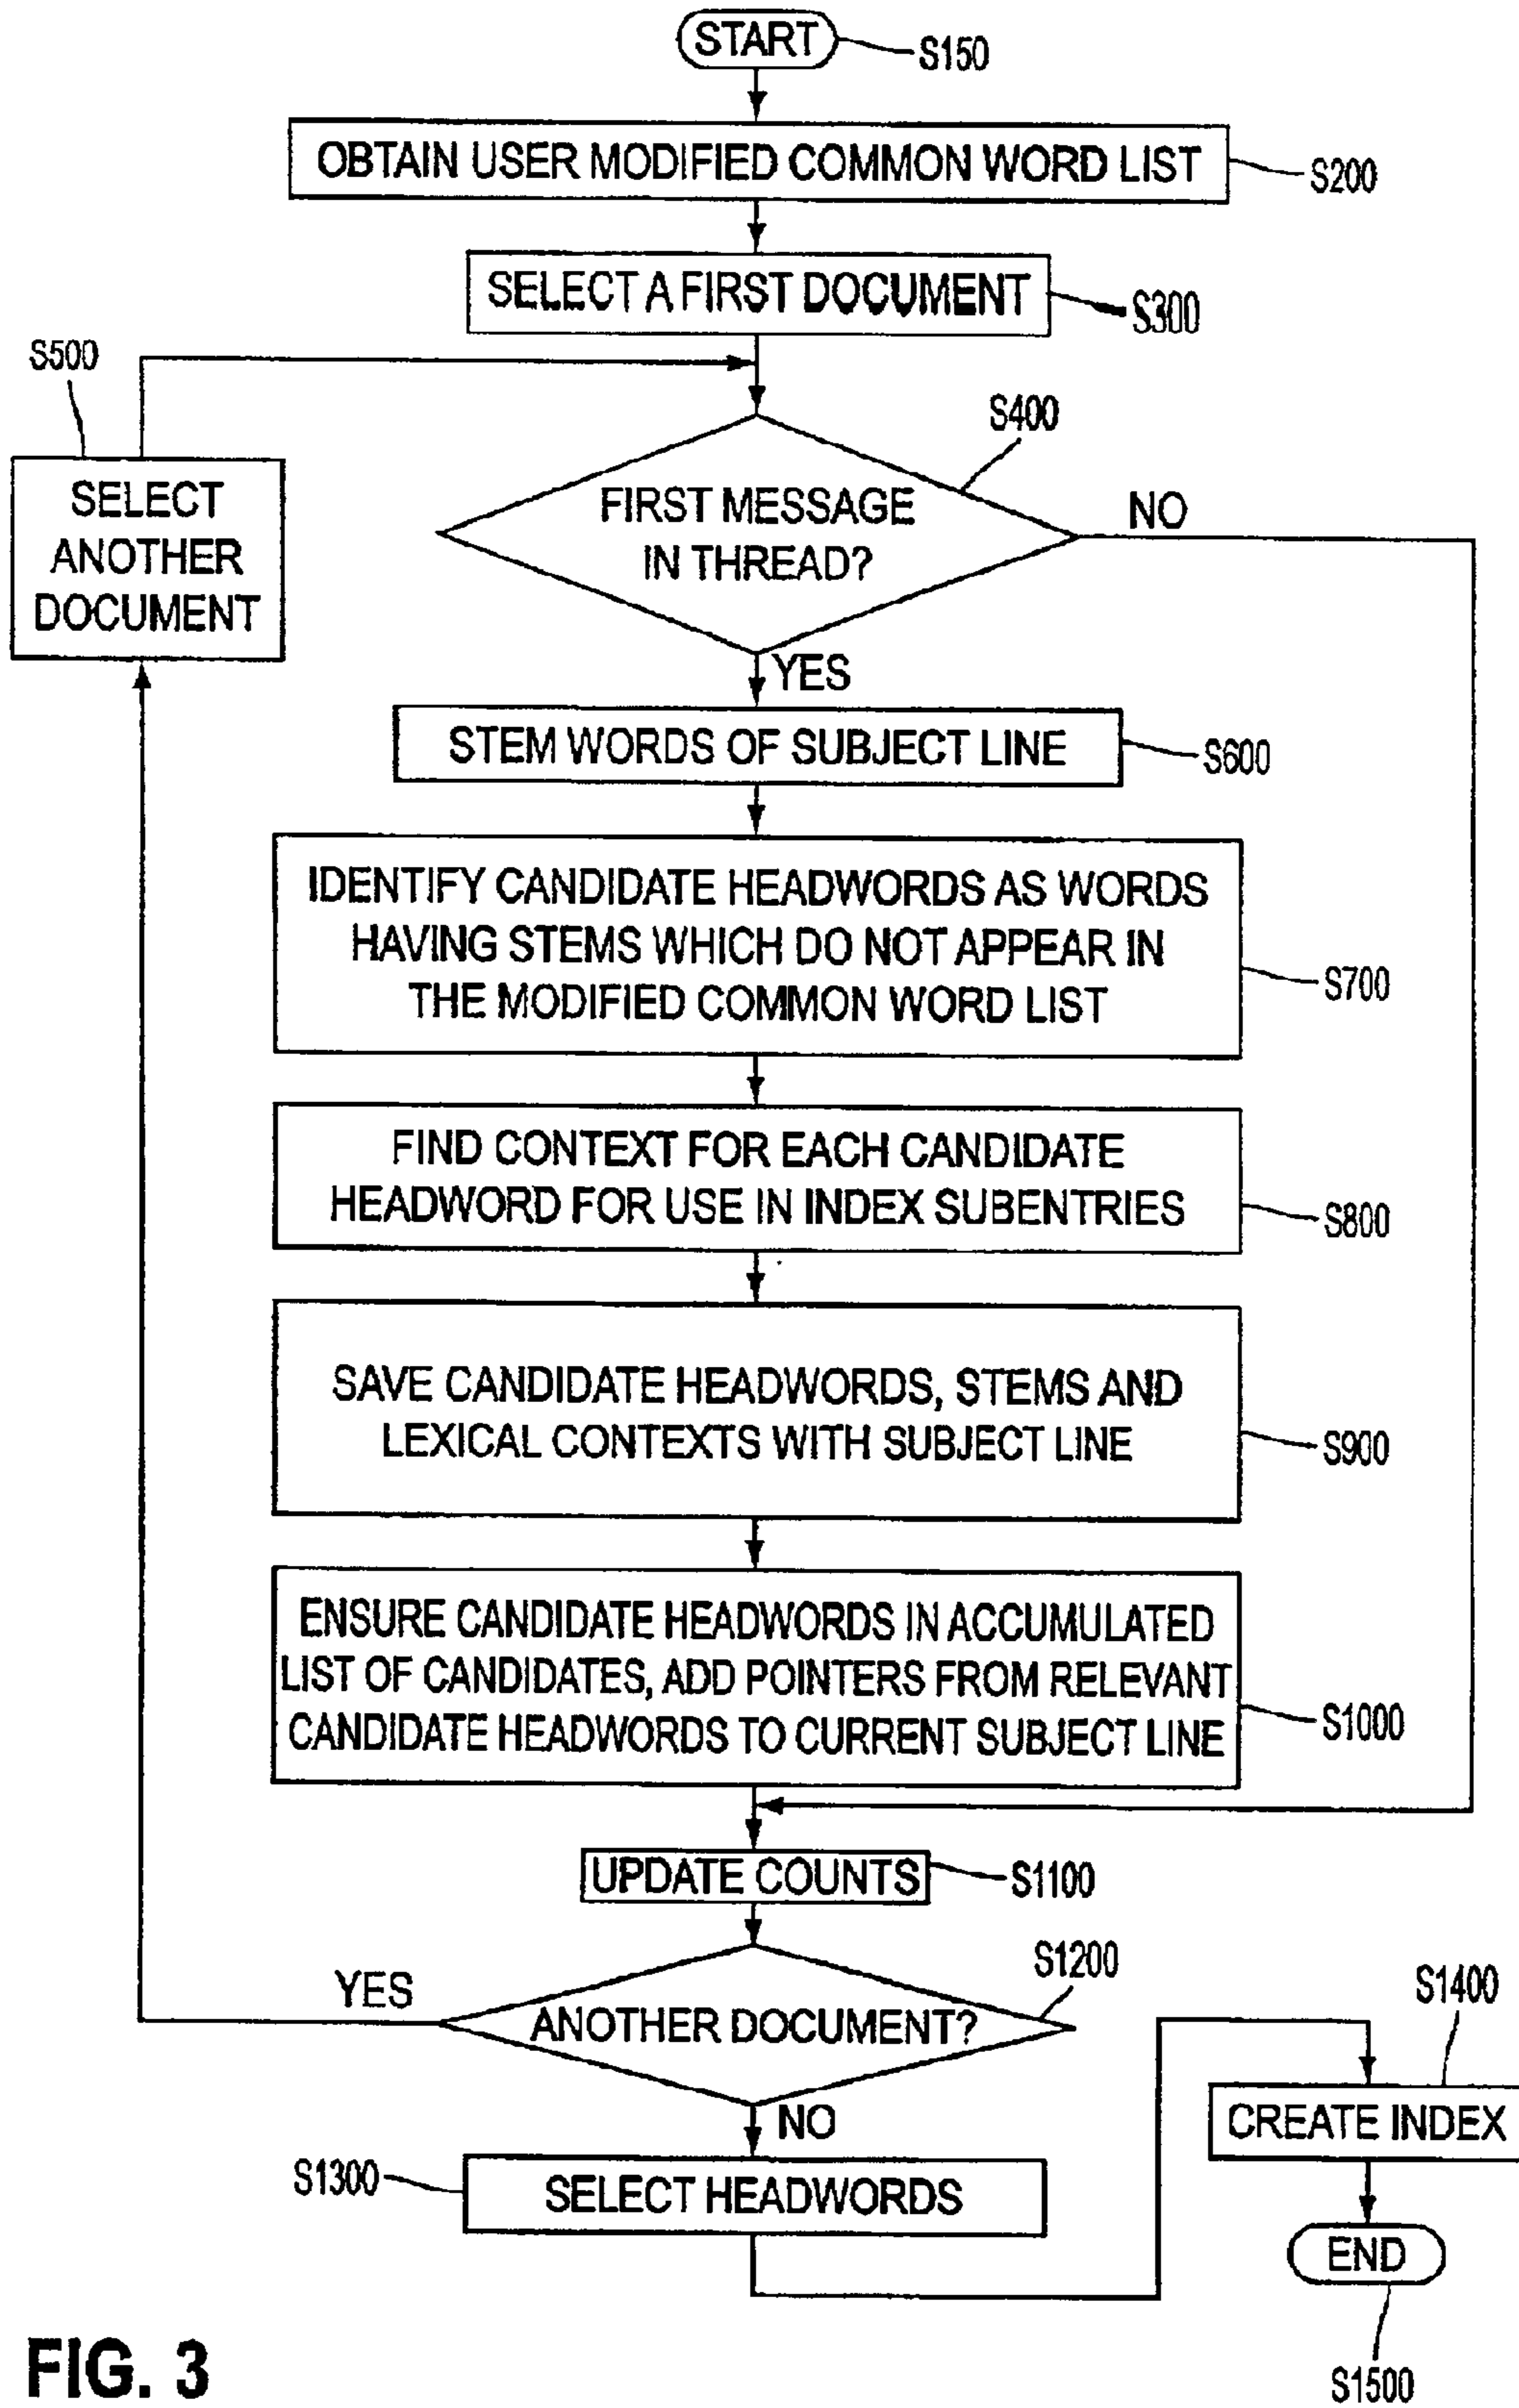 START
S150
OBTAIN USER MODIFIED COMMON WORD LIST
S200
SELECT A FIRST DOCUMENT
S300
S500
SELECT
ANOTHER
DOCUMENT
S400
FIRST MESSAGE
IN THREAD?
NO
YES
STEM WORDS OF SUBJECT LINE
S600
IDENTIFY CANDIDATE HEADWORDS AS WORDS
HAVING STEMS WHICH DO NOT APPEAR IN
THE MODIFIED COMMON WORD LIST
S700
FIND CONTEXT FOR EACH CANDIDATE
HEADWORD FOR USE IN INDEX SUBENTRIES
S800
SAVE CANDIDATE HEADWORDS, STEMS AND
LEXICAL CONTEXTS WITH SUBJECT LINE
S900
ENSURE CANDIDATE HEADWORDS IN ACCUMULATED
LIST OF CANDIDATES, ADD POINTERS FROM RELEVANT
CANDIDATE HEADWORDS TO CURRENT SUBJECT LINE
S1000
UPDATE COUNTS
S1100
YES
ANOTHER DOCUMENT?
S1200
NO
S1300
SELECT HEADWORDS
S1400
CREATE INDEX
END
S1500
FIG. 3